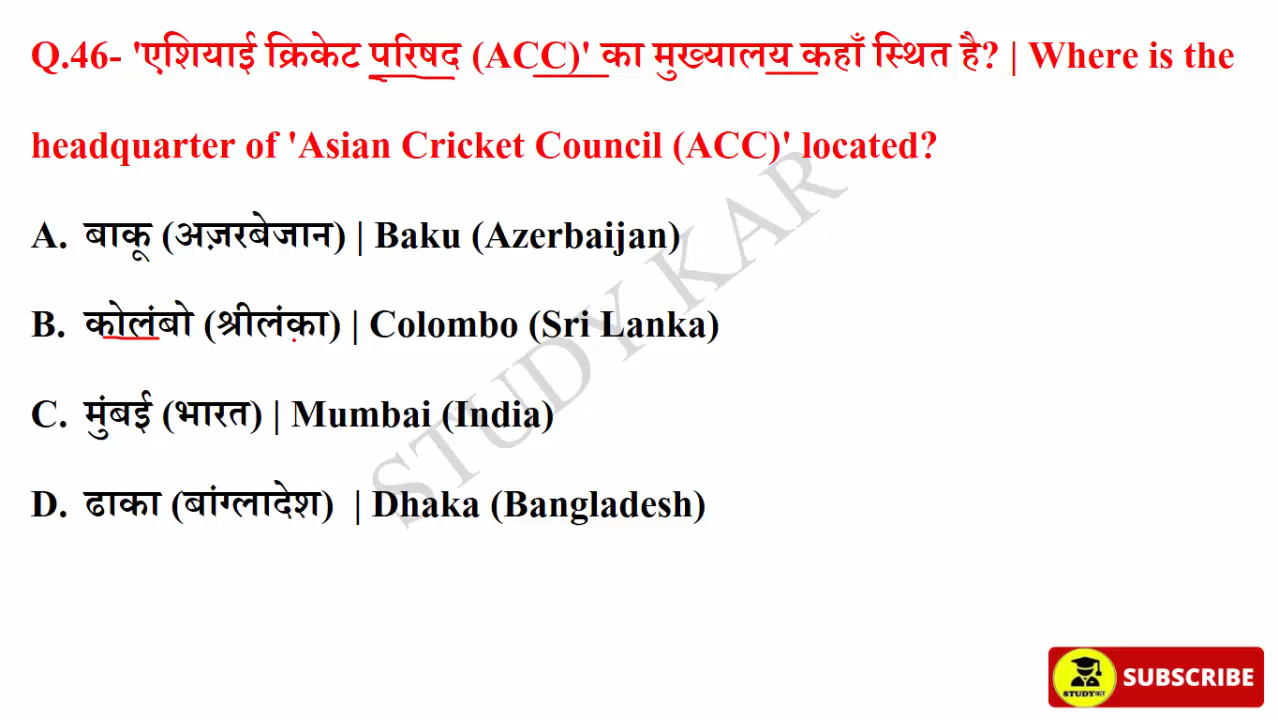 Q.46- 'एशियाई क्रिकेट परिषद (ACC)' का मुख्यालय कहाँ स्थित है? | Where is the
headquarter of 'Asian Cricket Council (ACC)' located?
A. बाकू (अज़रबेजान) | Baku (Azerbaijan)
B. कोलंबो (श्रीलंका) | Colombo (Sri Lanka)
C. मुंबई (भारत) | Mumbai (India)
D. ढाका (बांग्लादेश) | Dhaka (Bangladesh)
STUDY KAR
STUDYकर
SUBSCRIBE